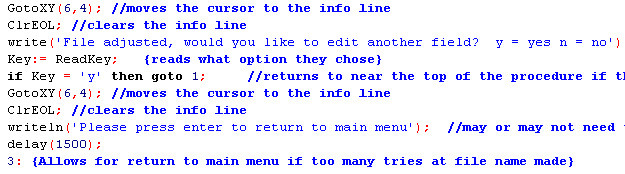 GotoXY(6,4); //moves the cursor to the info line
ClrEOL; //clears the info line
write('File adjusted, would you like to edit another field?  y = yes n = no')
Key:= ReadKey;   {reads what option they chose}
if Key = 'y' then goto 1;      //returns to near the top of the procedure if
GotoXY(6,4); //moves the cursor to the info line
ClrEOL; //clears the info line
writeln('Please press enter to return to main menu');  //may or may not need
delay(1500);
3: {Allows for return to main menu if too many tries at file name made}